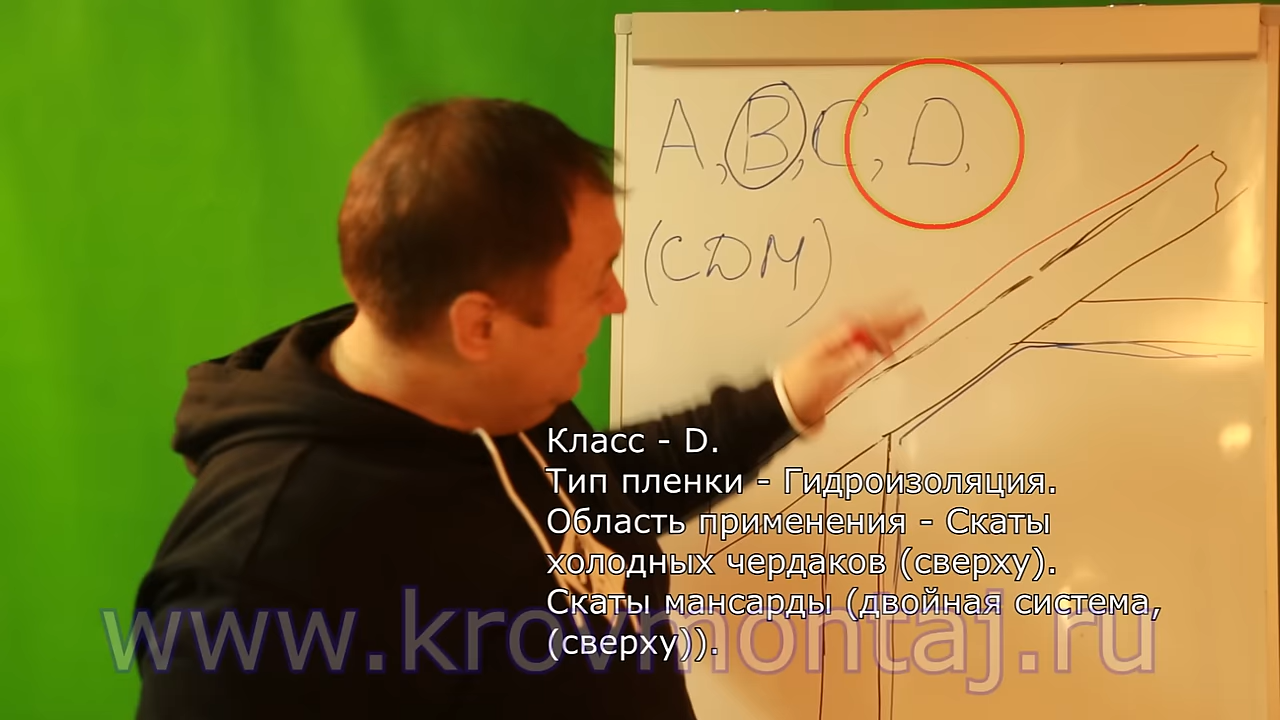 A, B, C, D,
(CDM)
Класс - D.
Тип пленки - Гидроизоляция.
Область применения - Скаты
холодных чердаков (сверху).
Скаты мансарды (двойная система,
(сверху)).
www.krovmontaj.ru